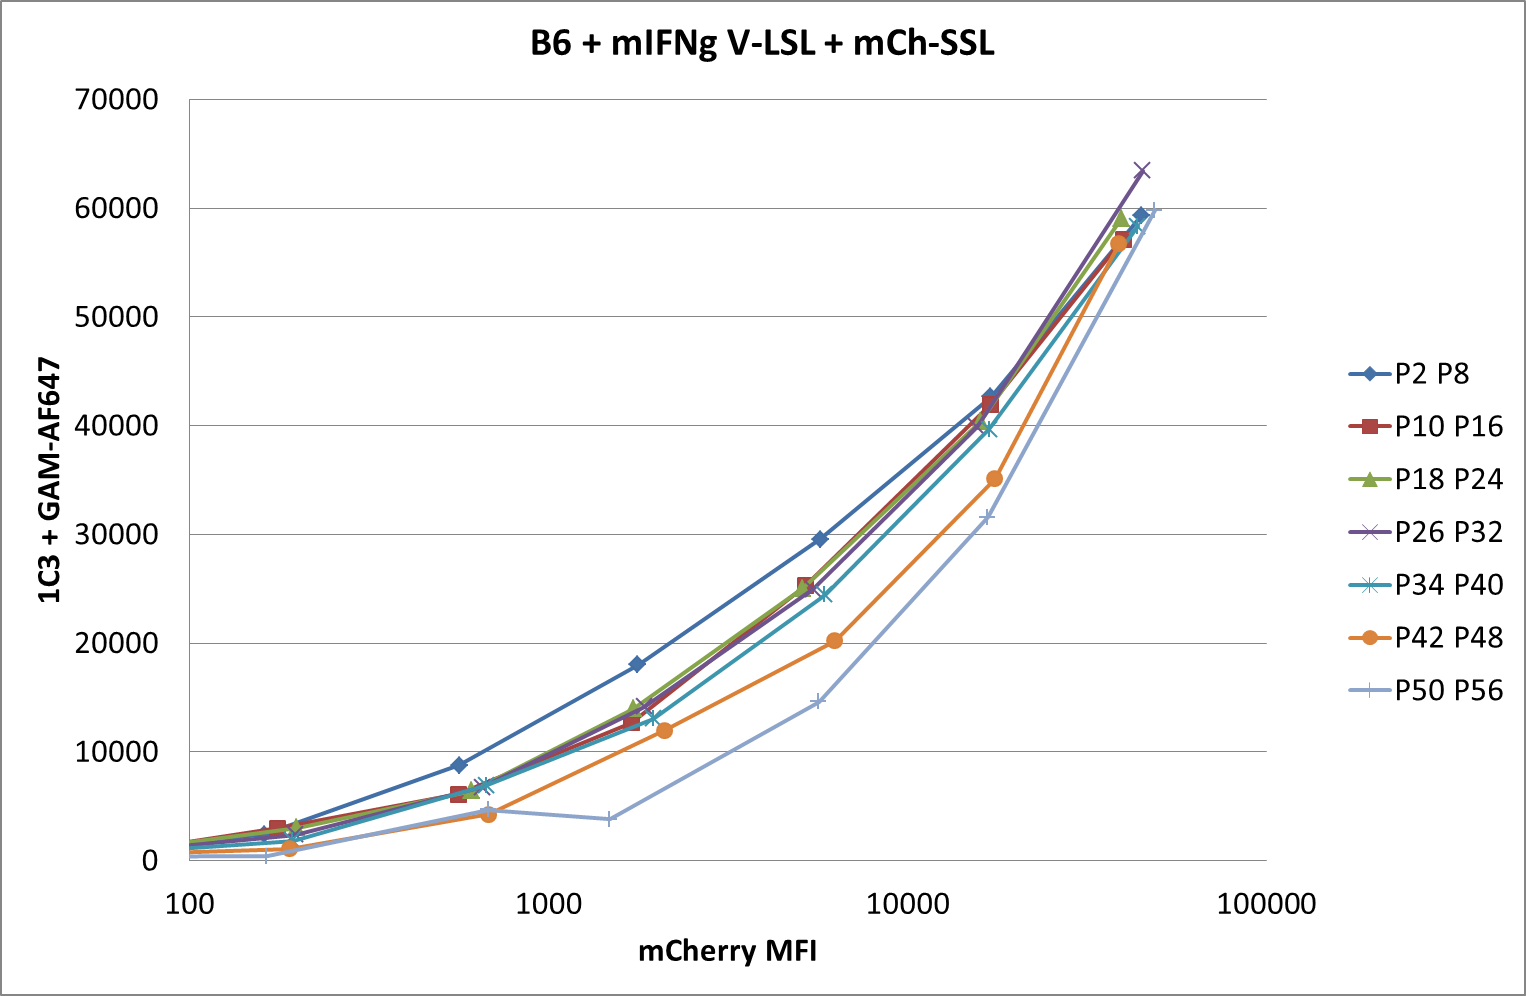 B6 + mIFNg V-LSL + mCh-SSL
70000
60000
50000
40000
30000
20000
10000
0
1C3 + GAM-AF647
100 1000 10000 100000
mCherry MFI
P2 P8
P10 P16
P18 P24
P26 P32
P34 P40
P42 P48
P50 P56